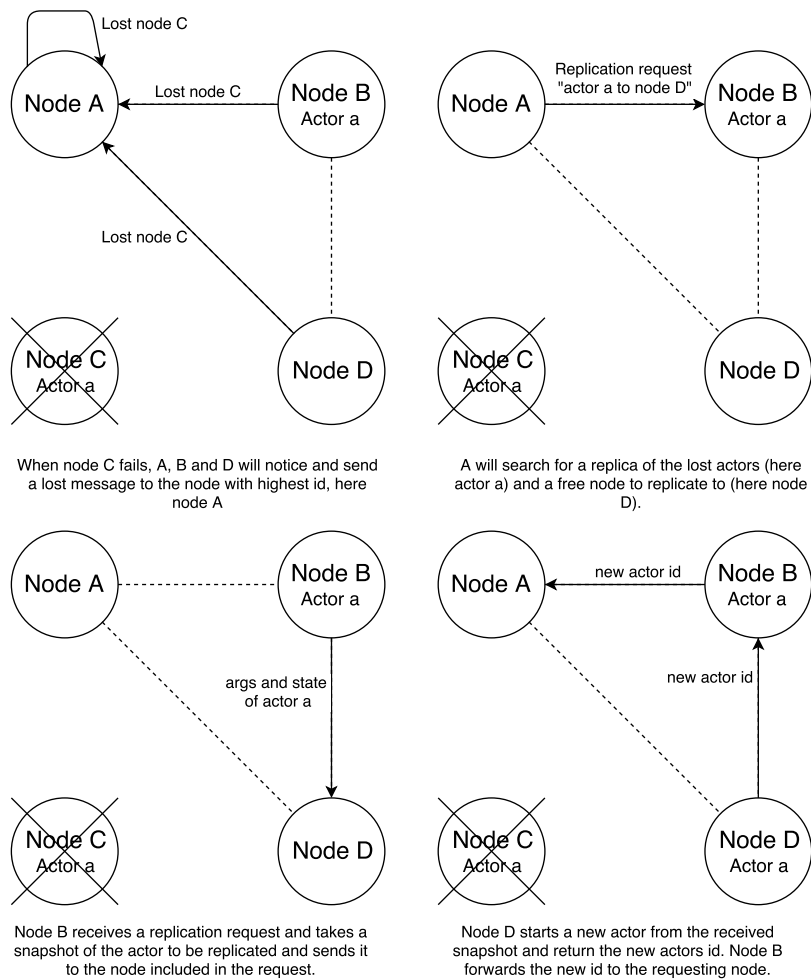 Lost node C
Node A
Lost node C
Node B
Actor a
Lost node C
Node C
Actor a
Node D
When node C fails, A, B and D will notice and send
a lost message to the node with highest id, here
node A
Node A
Replication request
"actor a to node D"
Node B
Actor a
Node C
Actor a
Node D
A will search for a replica of the lost actors (here
actor a) and a free node to replicate to (here node
D).
Node A
Node B
Actor a
args and state
of actor a
Node C
Actor a
Node D
Node B receives a replication request and takes a
snapshot of the actor to be replicated and sends it
to the node included in the request.
Node A
new actor id
Node B
Actor a
new actor id
Node C
Actor a
Node D
Actor a
Node D starts a new actor from the received
snapshot and return the new actors id. Node B
forwards the new id to the requesting node.